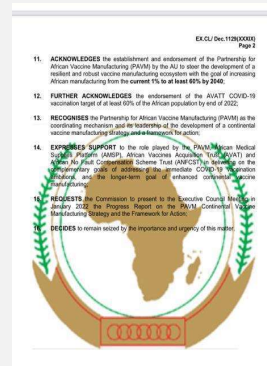 EX.CL/ Dec.1129(XXXIX)
Page 2
11. ACKNOWLEDGES the establishment and endorsement of the Partnership for
African Vaccine Manufacturing (PAVM) by the AU to steer the development of a
resilient and robust vaccine manufacturing ecosystem with the goal of increasing
African manufacturing from the current 1% to at least 60% by 2040;
12. FURTHER ACKNOWLEDGES the endorsement of the AVATT COVID-19
vaccination target of at least 60% of the African population by end of 2022;
13. RECOGNISES the Partnership for African Vaccine Manufacturing (PAVM) as the
coordinating mechanism and its leadership of the development of a continental
vaccine manufacturing strategy and a framework for action;
14. EXPRESSES SUPPORT to the role played by the PAVM, African Medical
Supplies Platform (AMSP), African Vaccines Acquisition Trust (AVAT) and
African No Fault Compensation Scheme Trust (ANFCST) in delivering on the
complementary goals of addressing the immediate COVID-19 vaccination
ambitions, and the longer-term goal of enhanced continental vaccine
manufacturing;
15. REQUESTS the Commission to present to the Executive Council Meeting in
January 2022 the Progress Report on the PAVM Continental Vaccine
Manufacturing Strategy and the Framework for Action;
16. DECIDES to remain seized by the importance and urgency of this matter.